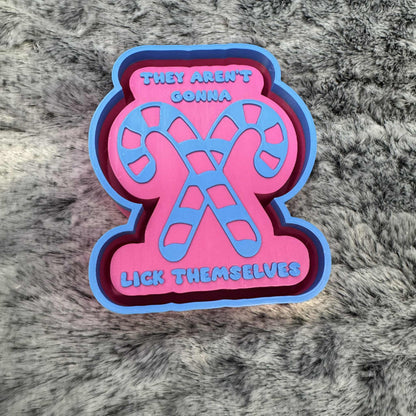 THEY AREN'T
GONNA
LICK THEMSELVES